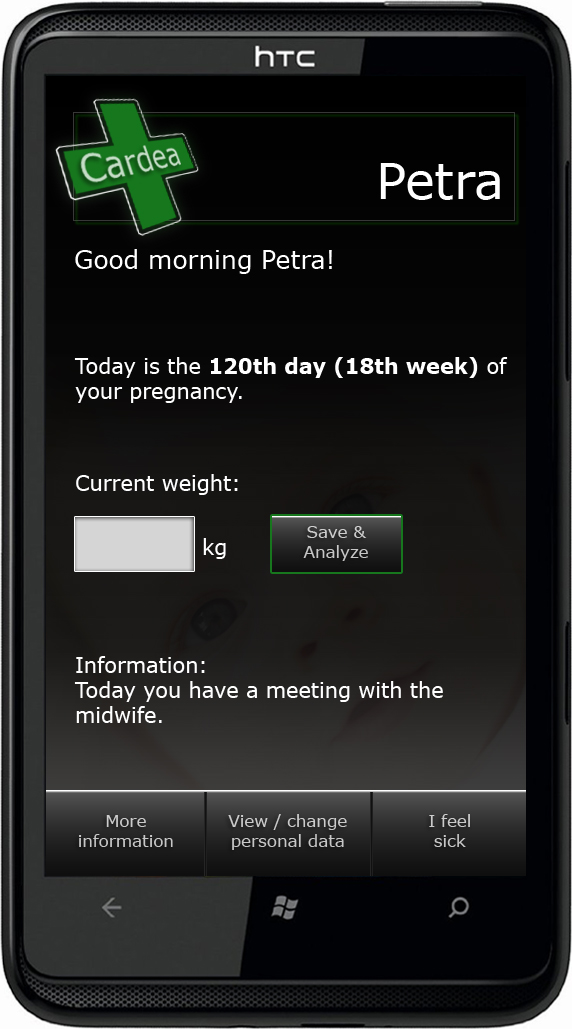 hTC
Cardea
Petra
Good morning Petra!
Today is the 120th day (18th week) of
your pregnancy.
Current weight:
kg
Save &
Analyze
Information:
Today you have a meeting with the
midwife.
More
information
View / change
personal data
I feel
sick